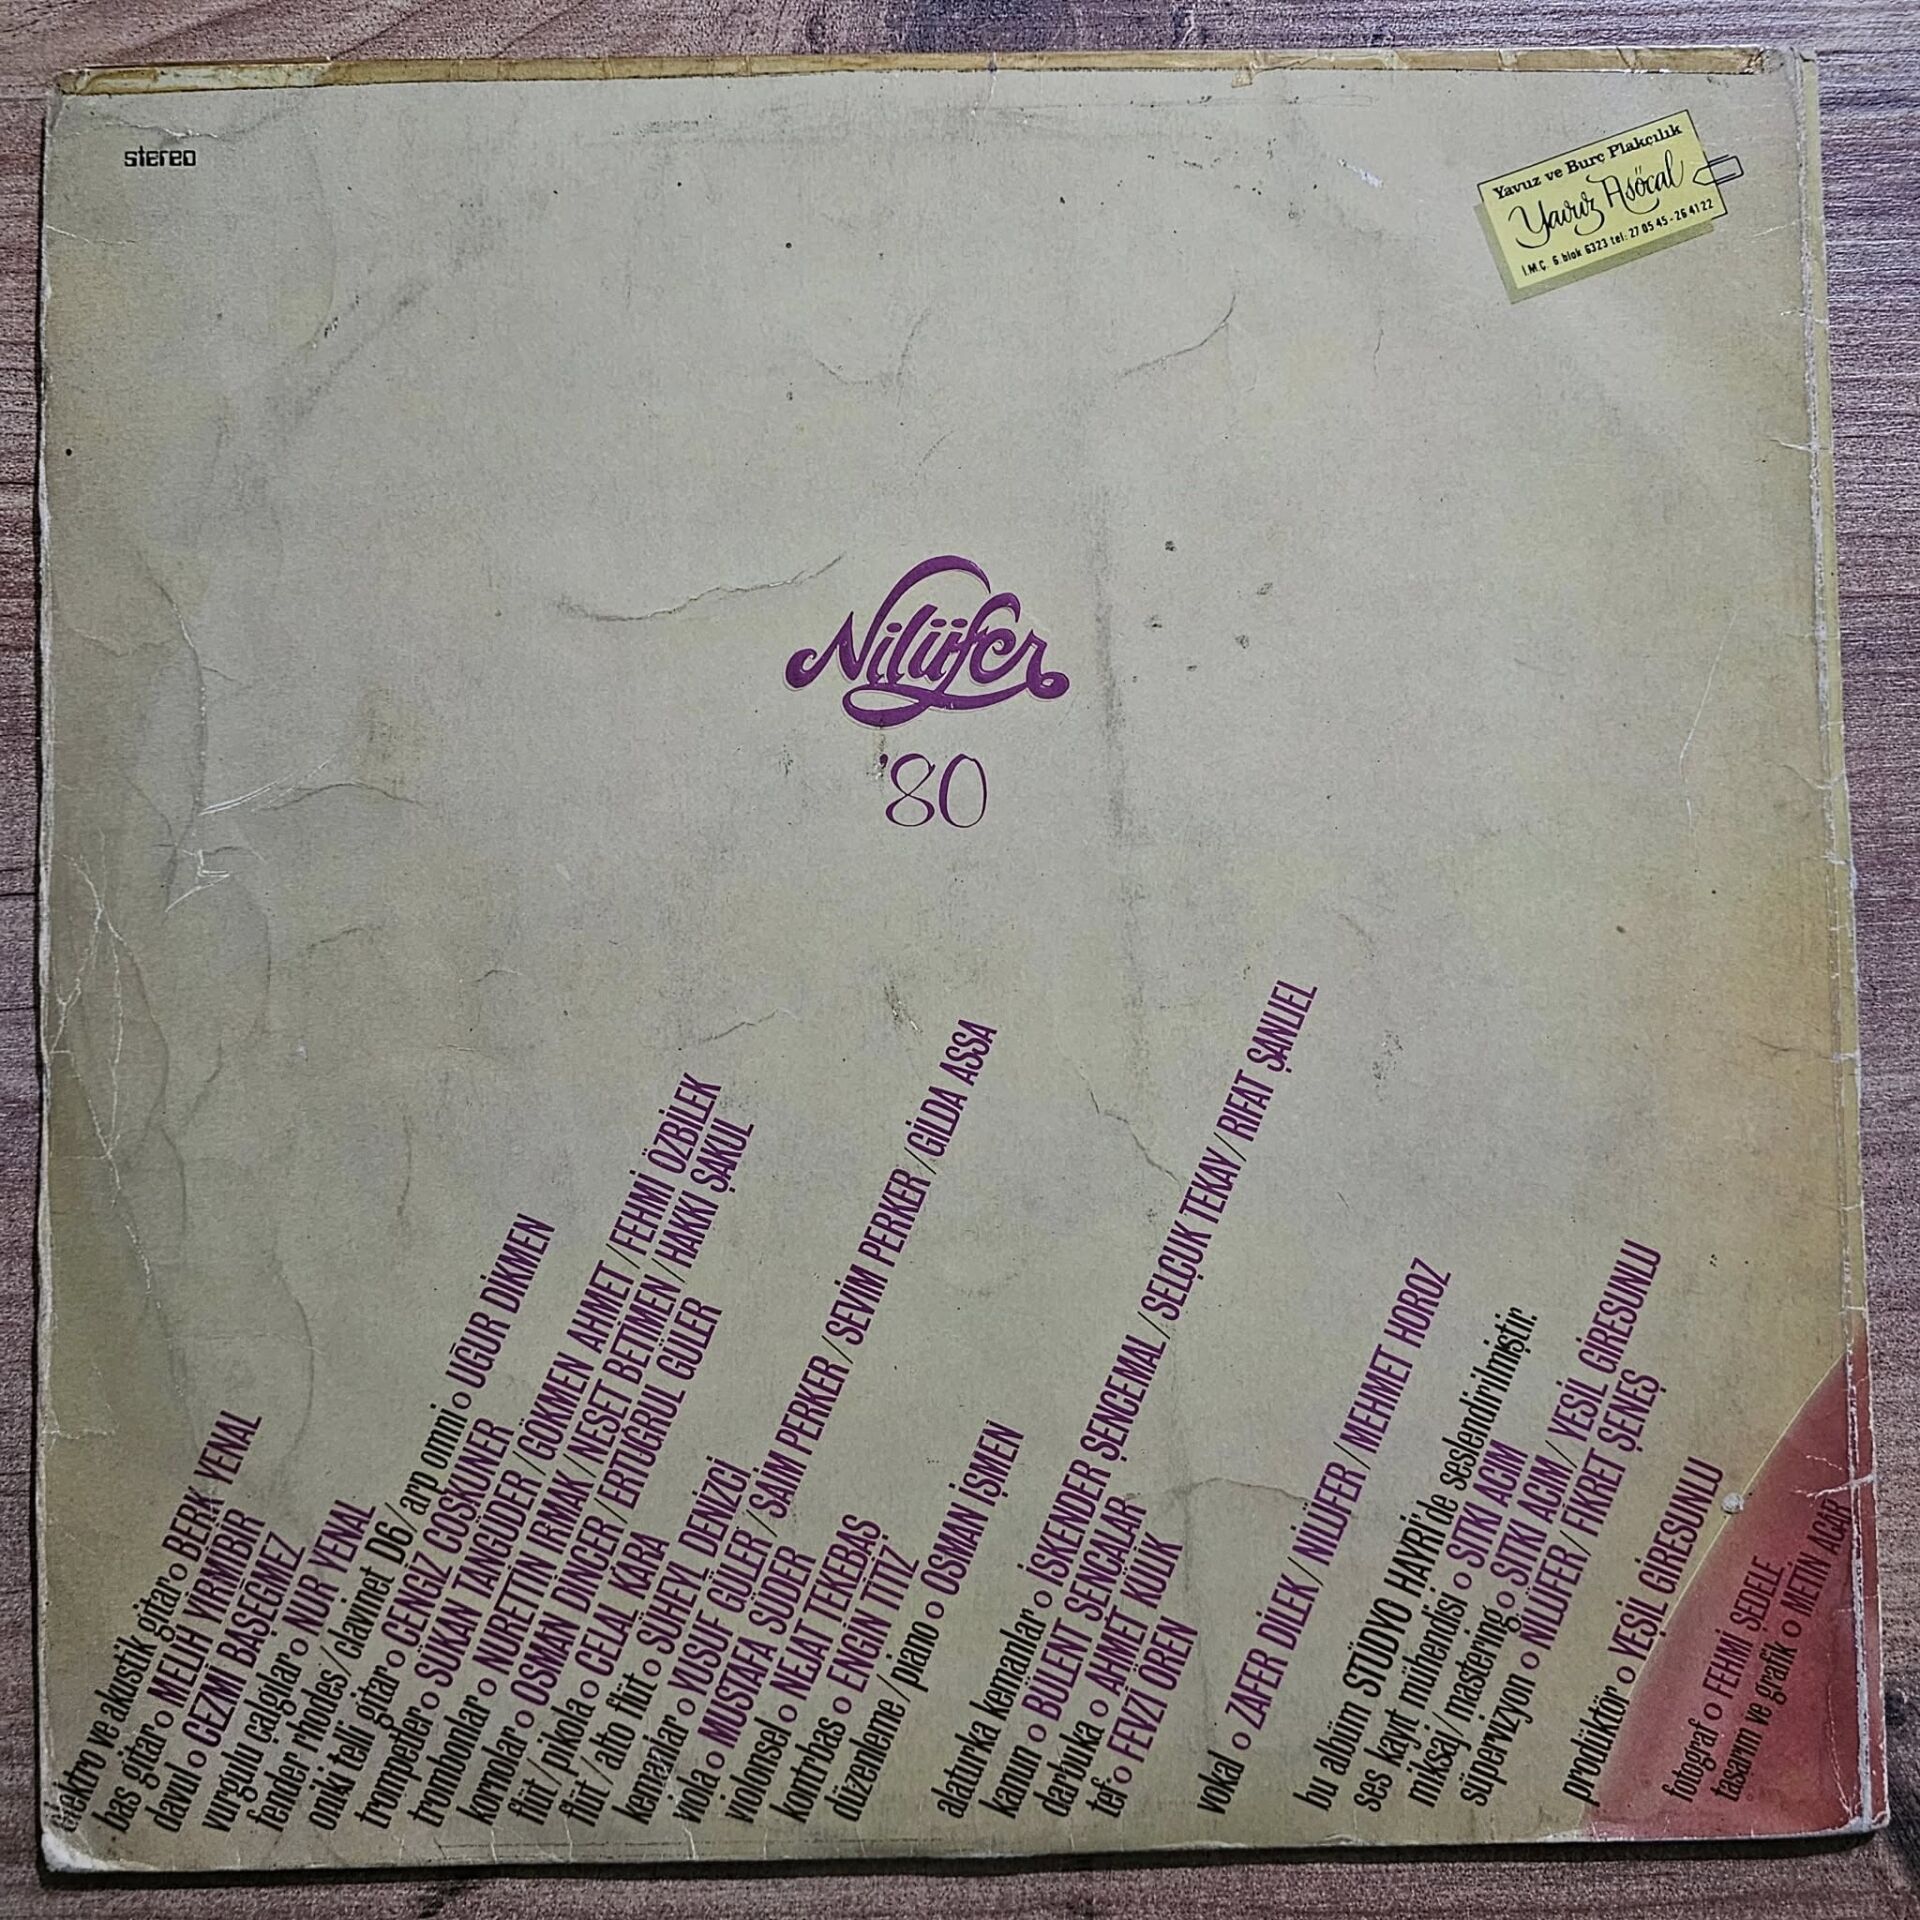 stereo
Yavuz ve Burç Plakçılık
Yavuz Asöcal
İ.M.Ç. 6. blok 6323 tel: 27 05 45 - 26 41 22
Nilüfer
'80
elektro ve akustik gitar o BERK YENAL
bas gitar o MELİH YIRMIBIR
davul o CEZMİ BAŞEĞMEZ
vurgulu çalgılar o NUR YENAL
fender rhodes / clavinet D6 / arp omni o UĞUR DİKMEN
oniki telli gitar o CENGİZ COŞKUNER
trompetler o SÜKAN TANGÜDER / GÖKMEN AHMET / FEHMİ ÖZBİLEK
trombonlar o NURETTİN IRMAK / NEŞET BETİMEN / HAKKI ŞAKUL
kornolar o OSMAN DİNÇER / ERTUĞRUL GÜLER
flüt / pikola o CELAL KARA
flüt / alto flüt o SÜHEYL DENİZCİ
kemanlar o YUSUF GÜLER / SAİM PERKER / SEVİM PERKER / GİLDA ASSA
viola o MUSTAFA SÜDER
violonsel o NEJAT TEKEBAŞ
kontrbas o ENGİN TİTİZ
düzenleme / piano o OSMAN İŞMEN
alaturka kemanlar o İSKENDER ŞENCEMAL / SELÇUK TEKAY / RIFAT ŞANLIEL
kanun o BÜLENT SENCALAR
darbuka o AHMET KÜLİK
tef o FEVZİ ÖREN
vokal o ZAFER DİLEK / NİLÜFER / MEHMET HOROZ
bu albüm STÜDYO HAYRİ'de seslendirilmiştir.
ses kayıt mühendisi o SITKI ACIM
miksaj / mastering o SITKI ACIM / YEŞİL GİRESUNLU
süpervizyon o NİLÜFER / FİKRET ŞENEŞ
prodüktör o YEŞİL GİRESUNLU
fotograf o FEHMİ SEDELE
tasarım ve grafik o METİN ACAR